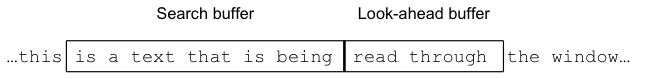 Search buffer Look-ahead buffer
…this is a text that is being read through the window…